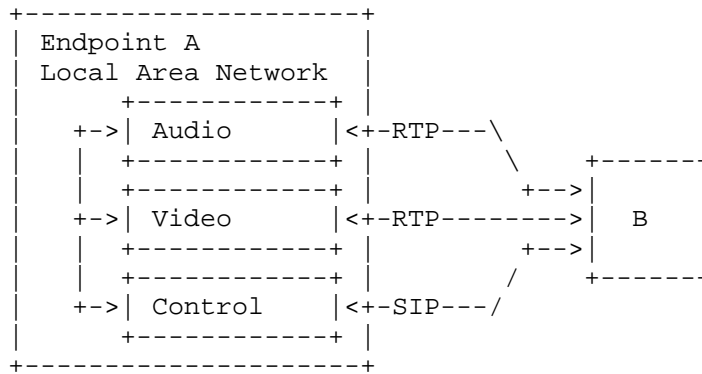 Endpoint A
Local Area Network
Audio
RTP
Video
RTP
B
Control
SIP